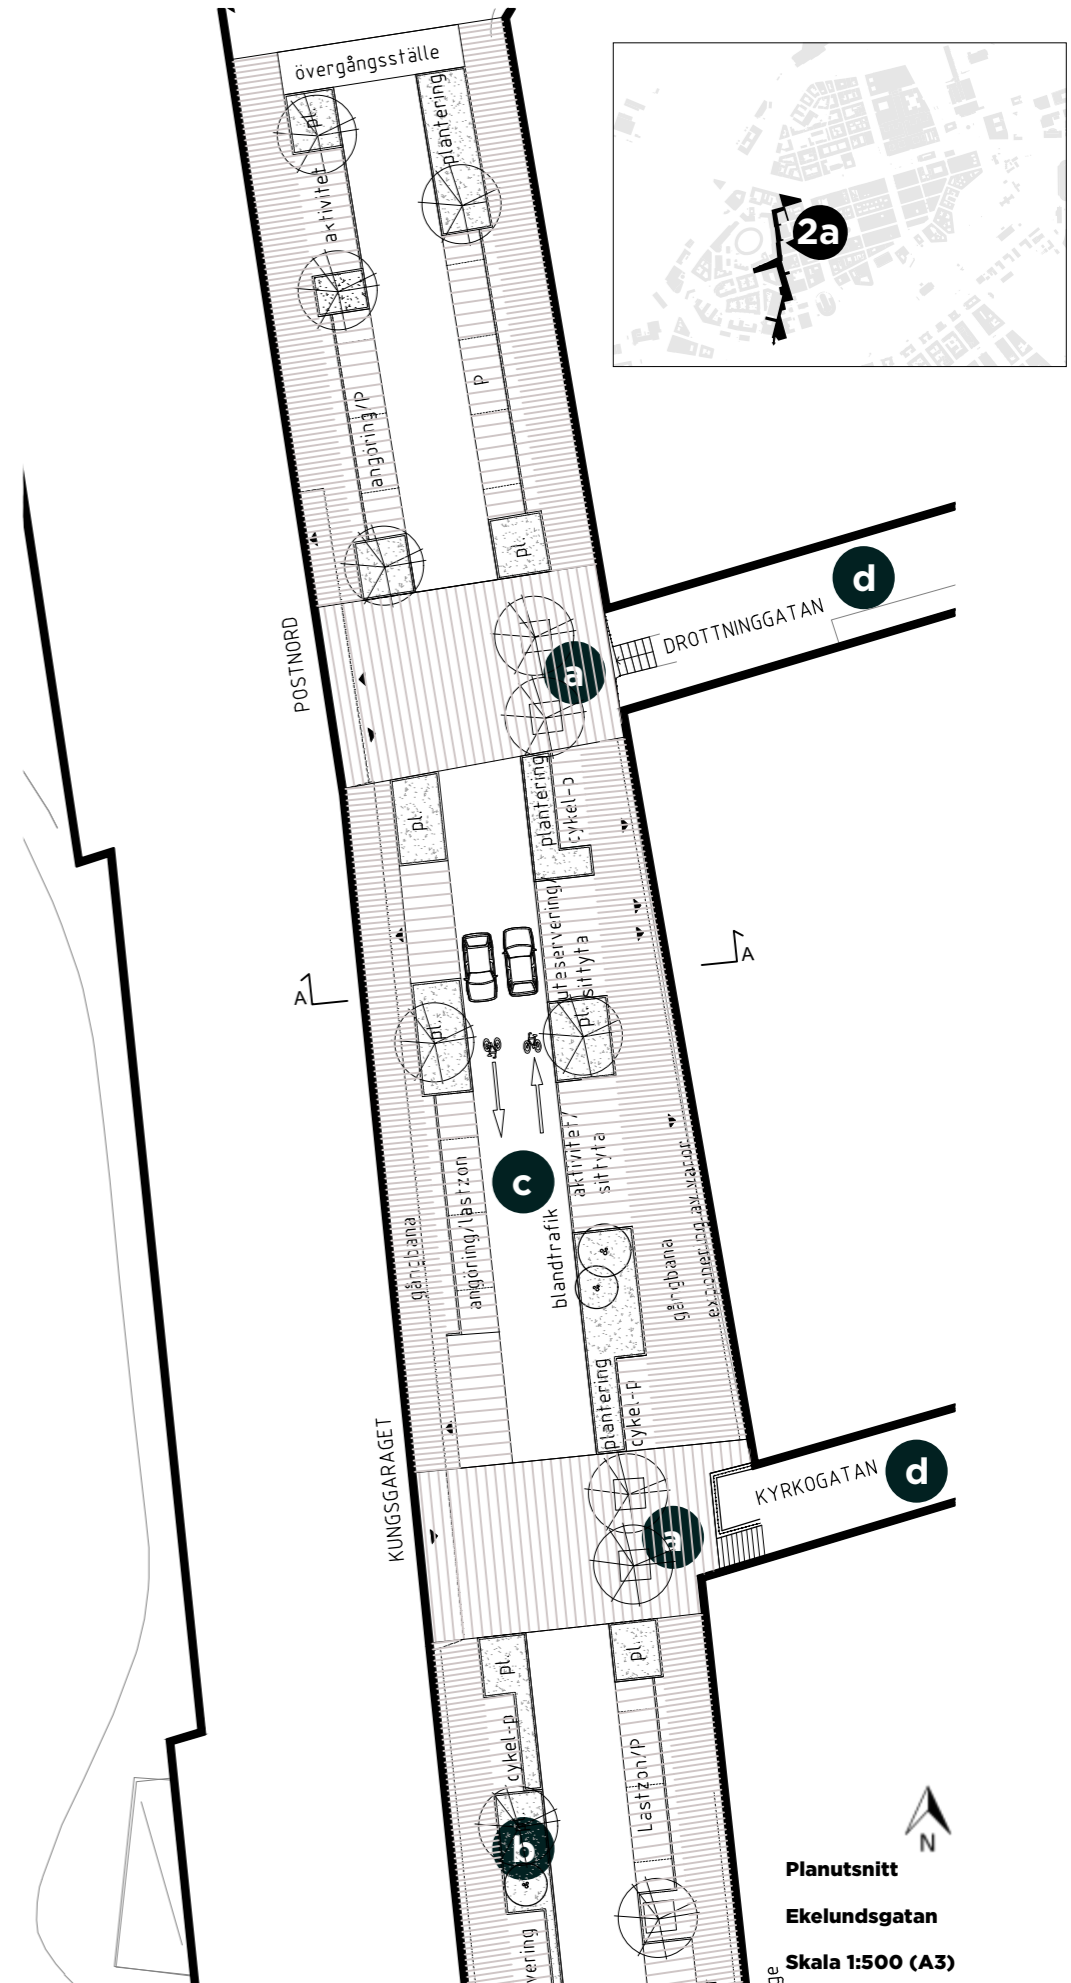 övergångsställe
pl.
plantering
aktivitet
2a
angöring/P
P
pl.
d
DROTTNINGGATAN
POSTNORD
a
pl.
plantering
cykel-p
uteservering/
sittyta
A
A
pl.
pl.
aktivitet/
sittyta
c
gångbana
angöring/lastzon
blandtrafik
gångbana
exponering av varor
plantering
cykel-p
KUNGSGARAGET
KYRKOGATAN
d
a
pl.
pl.
cykel-p
Lastzon/P
b
N
Planutsnitt
Ekelundsgatan
Skala 1:500 (A3)